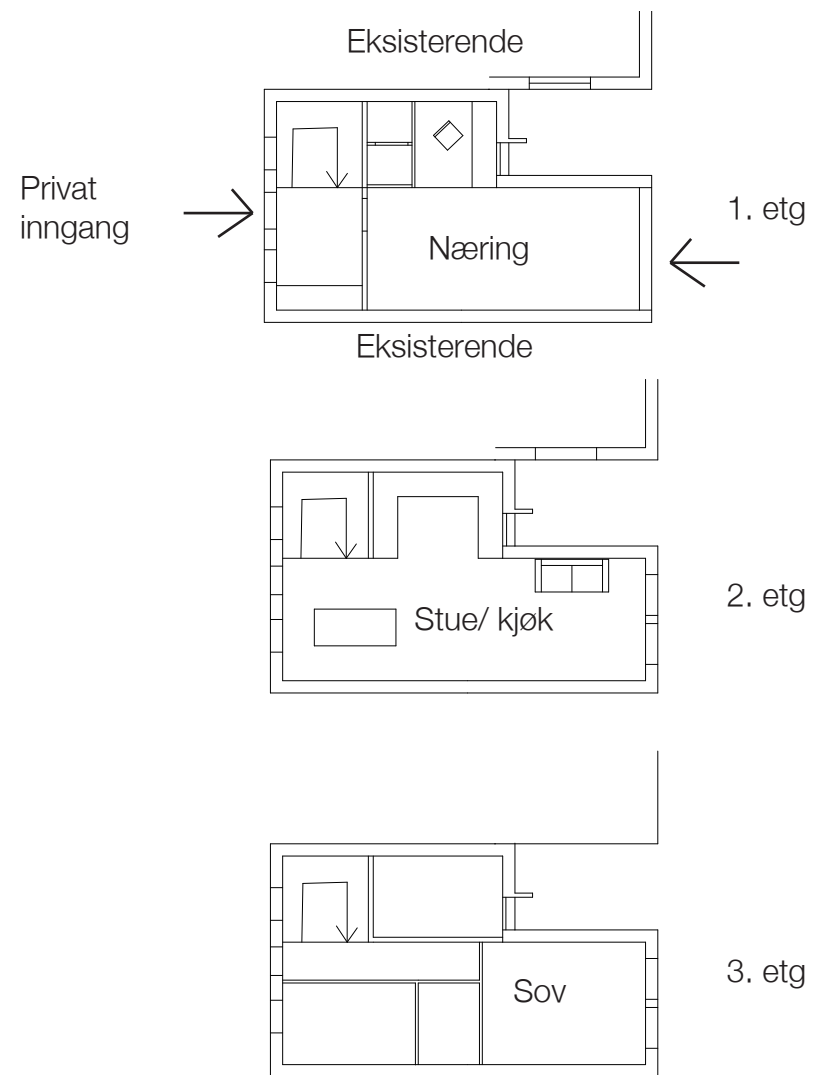 Eksisterende
Privat
inngang
1. etg
Næring
Eksisterende
Stue/ kjøk
2. etg
Sov
3. etg